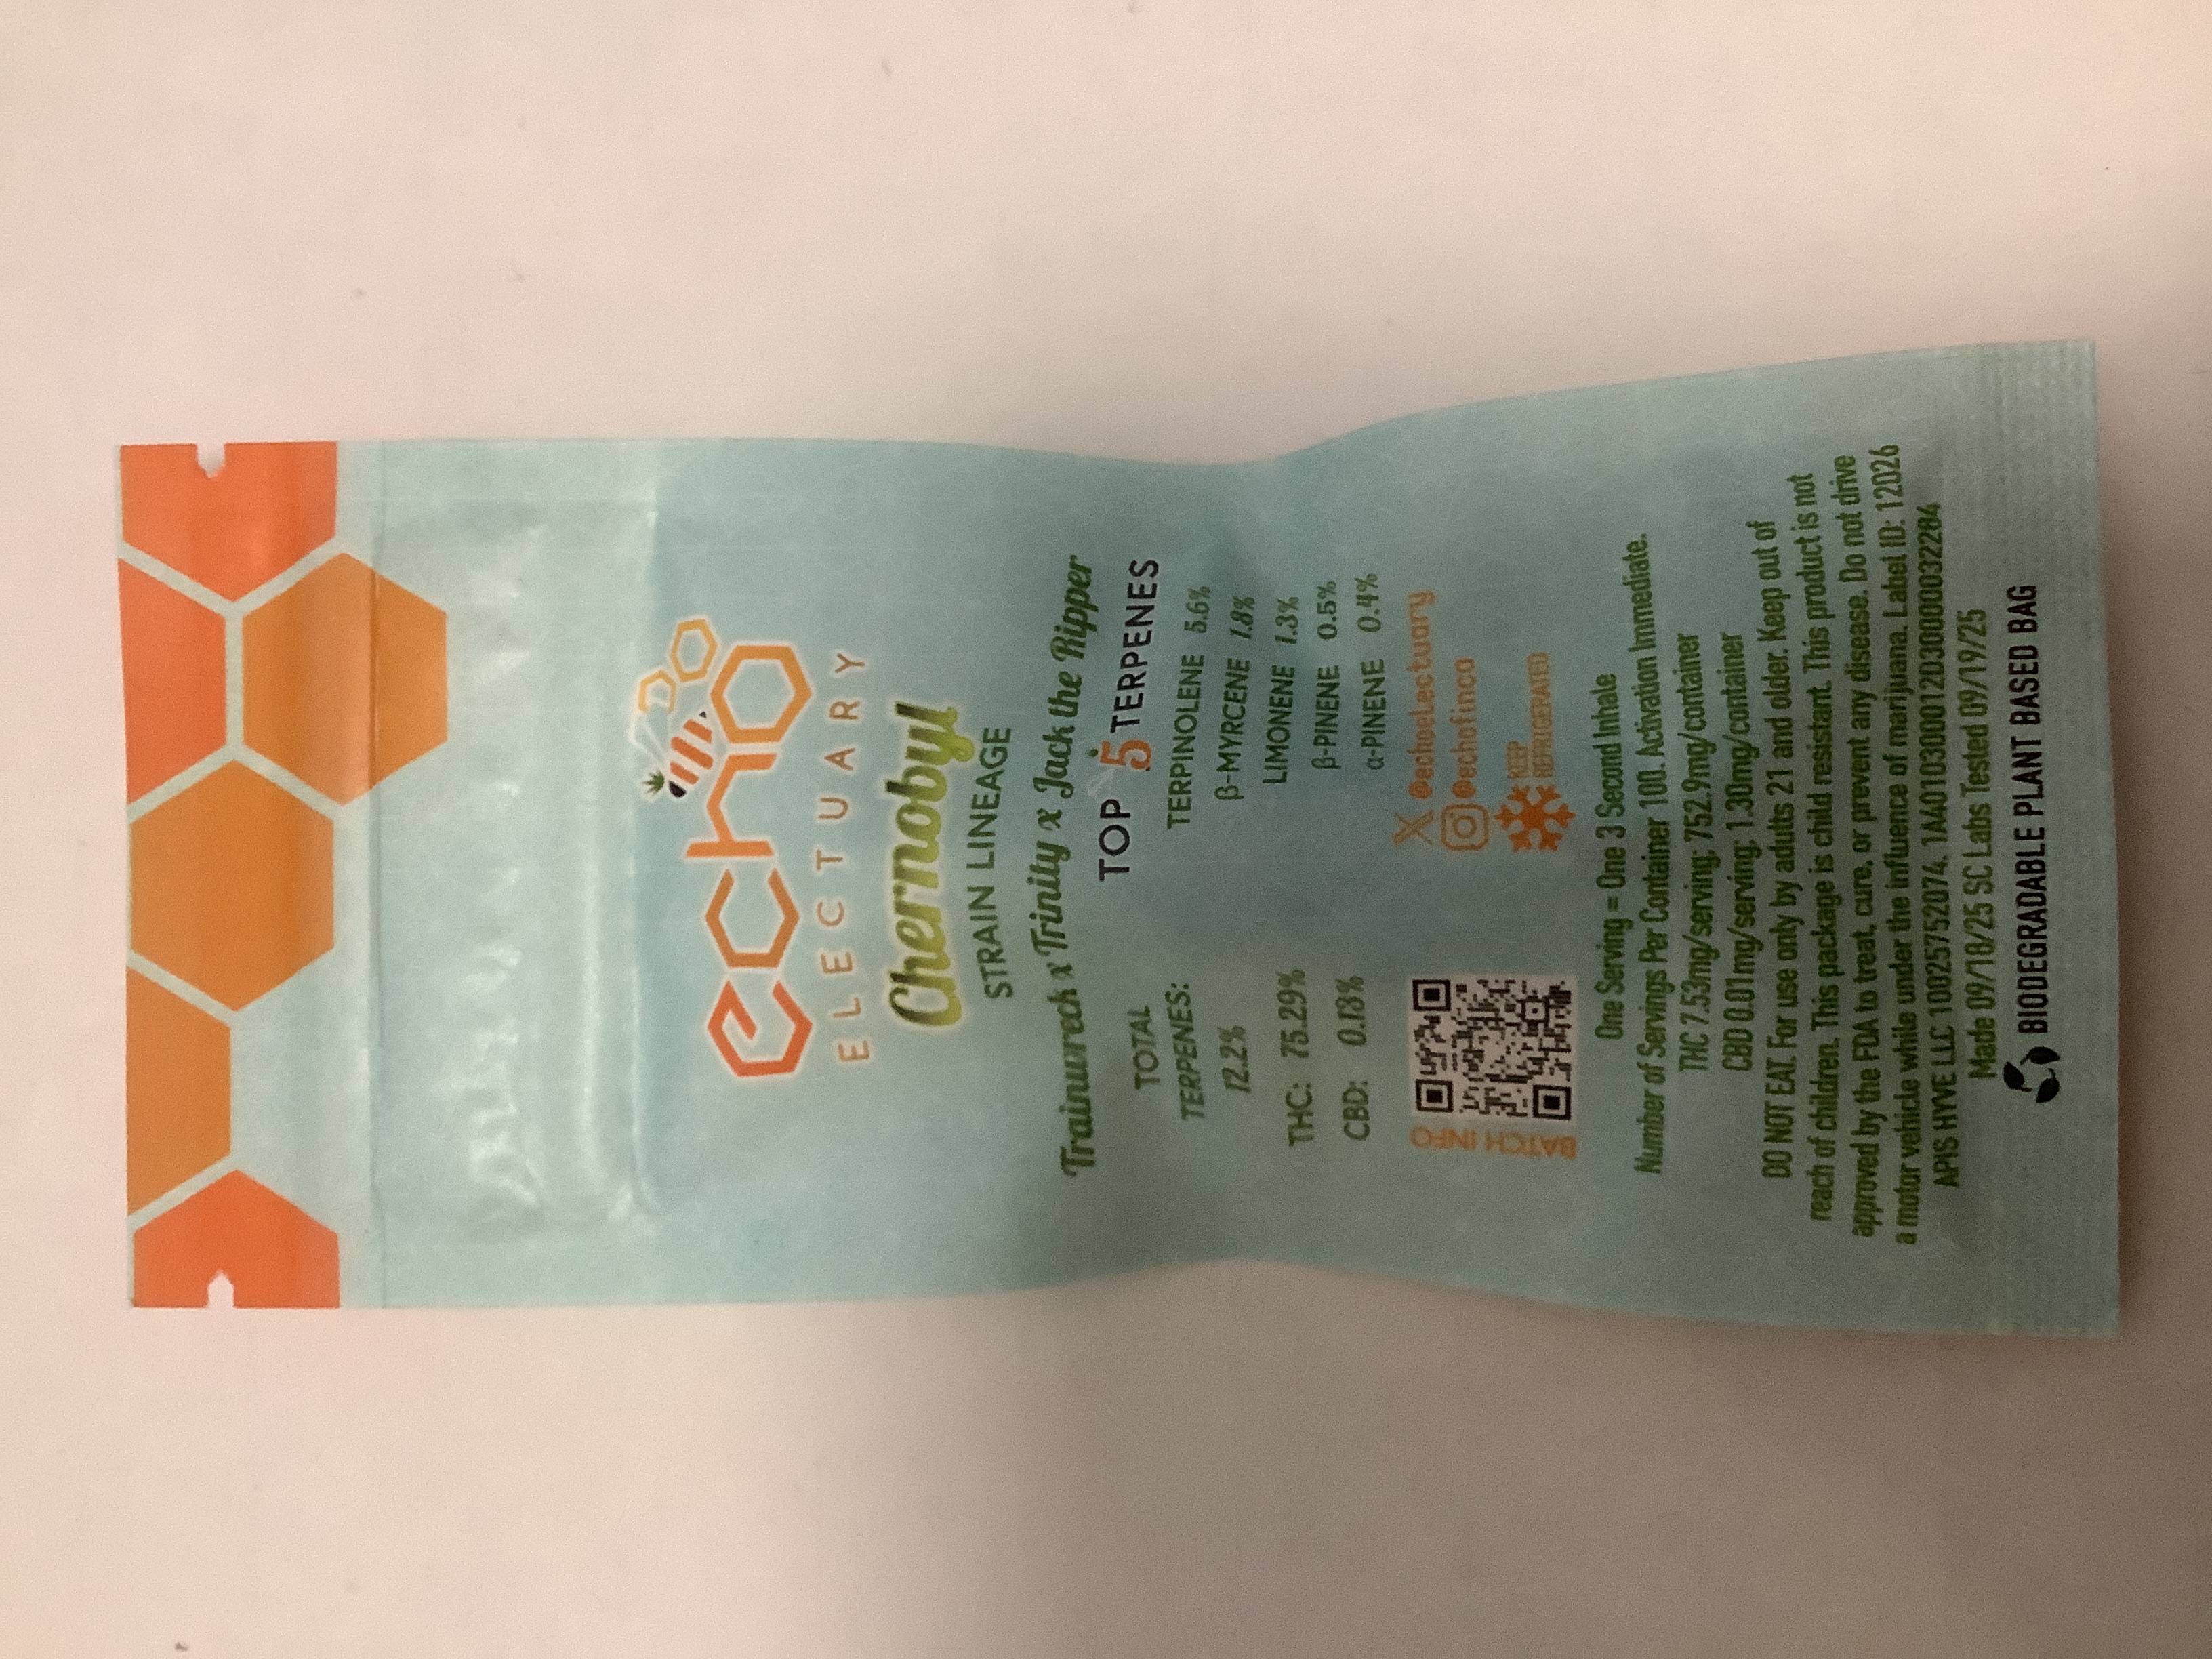 echo
ELECTUARY
Chernobyl
STRAIN LINEAGE
Trainwreck x Trinity x Jack the Ripper
TOTAL
TERPENES:
12.2%
THC: 75.29%
CBD: 0.13%
TOP 5 TERPENES
TERPINOLENE 5.6%
β-MYRCENE 1.8%
LIMONENE 1.3%
β-PINENE 0.5%
α-PINENE 0.4%
BATCH INFO
@echoelectuary
@echofinco
KEEP
REFRIGERATED
One Serving = One 3 Second Inhale
Number of Servings Per Container 100. Activation Immediate.
THC 7.53mg/serving; 752.9mg/container
CBD 0.01mg/serving; 1.30mg/container
DO NOT EAT. For use only by adults 21 and older. Keep out of
reach of children. This package is child resistant. This product is not
approved by the FDA to treat, cure, or prevent any disease. Do not drive
a motor vehicle while under the influence of marijuana. Label ID: 12026
APIS HYVE LLC 10025752074. 1A4010300012D30000032284
Made 09/18/25 SC Labs Tested 09/19/25
BIODEGRADABLE PLANT BASED BAG